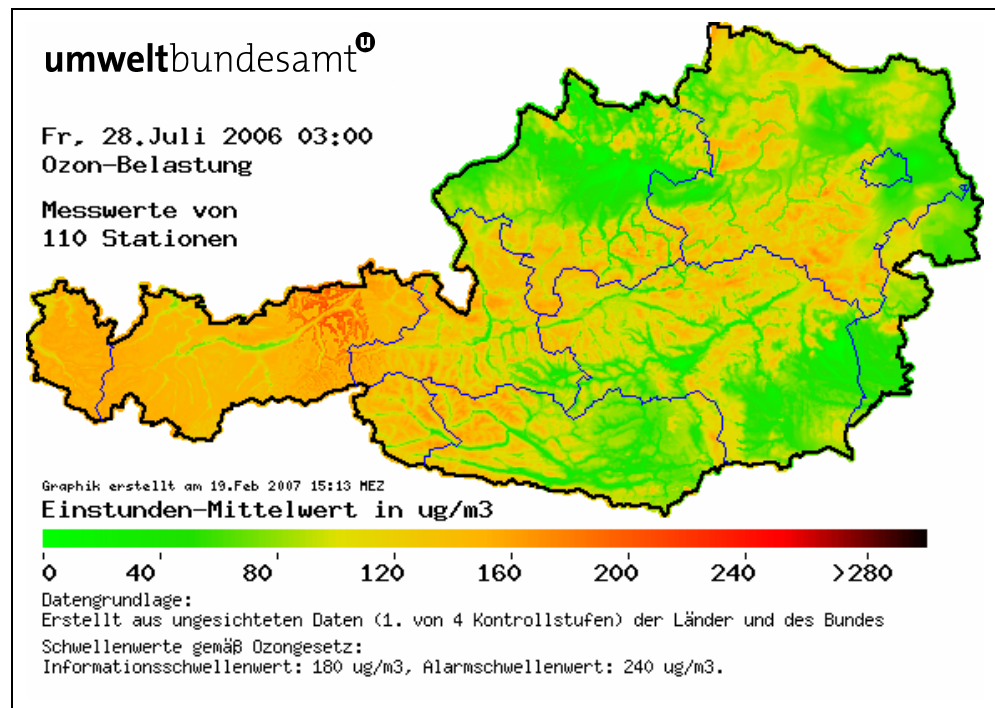 umweltbundesamt u
Fr, 28.Juli 2006 03:00
Ozon-Belastung
Messwerte von
110 Stationen
Graphik erstellt am 19.Feb 2007 15:13 MEZ
Einstunden-Mittelwert in ug/m3
0 40 80 120 160 200 240 >280
Datengrundlage:
Erstellt aus ungesichteten Daten (1. von 4 Kontrollstufen) der Länder und des Bundes
Schwellenwerte gemäß Ozongesetz:
Informationsschwellenwert: 180 ug/m3, Alarmschwellenwert: 240 ug/m3.